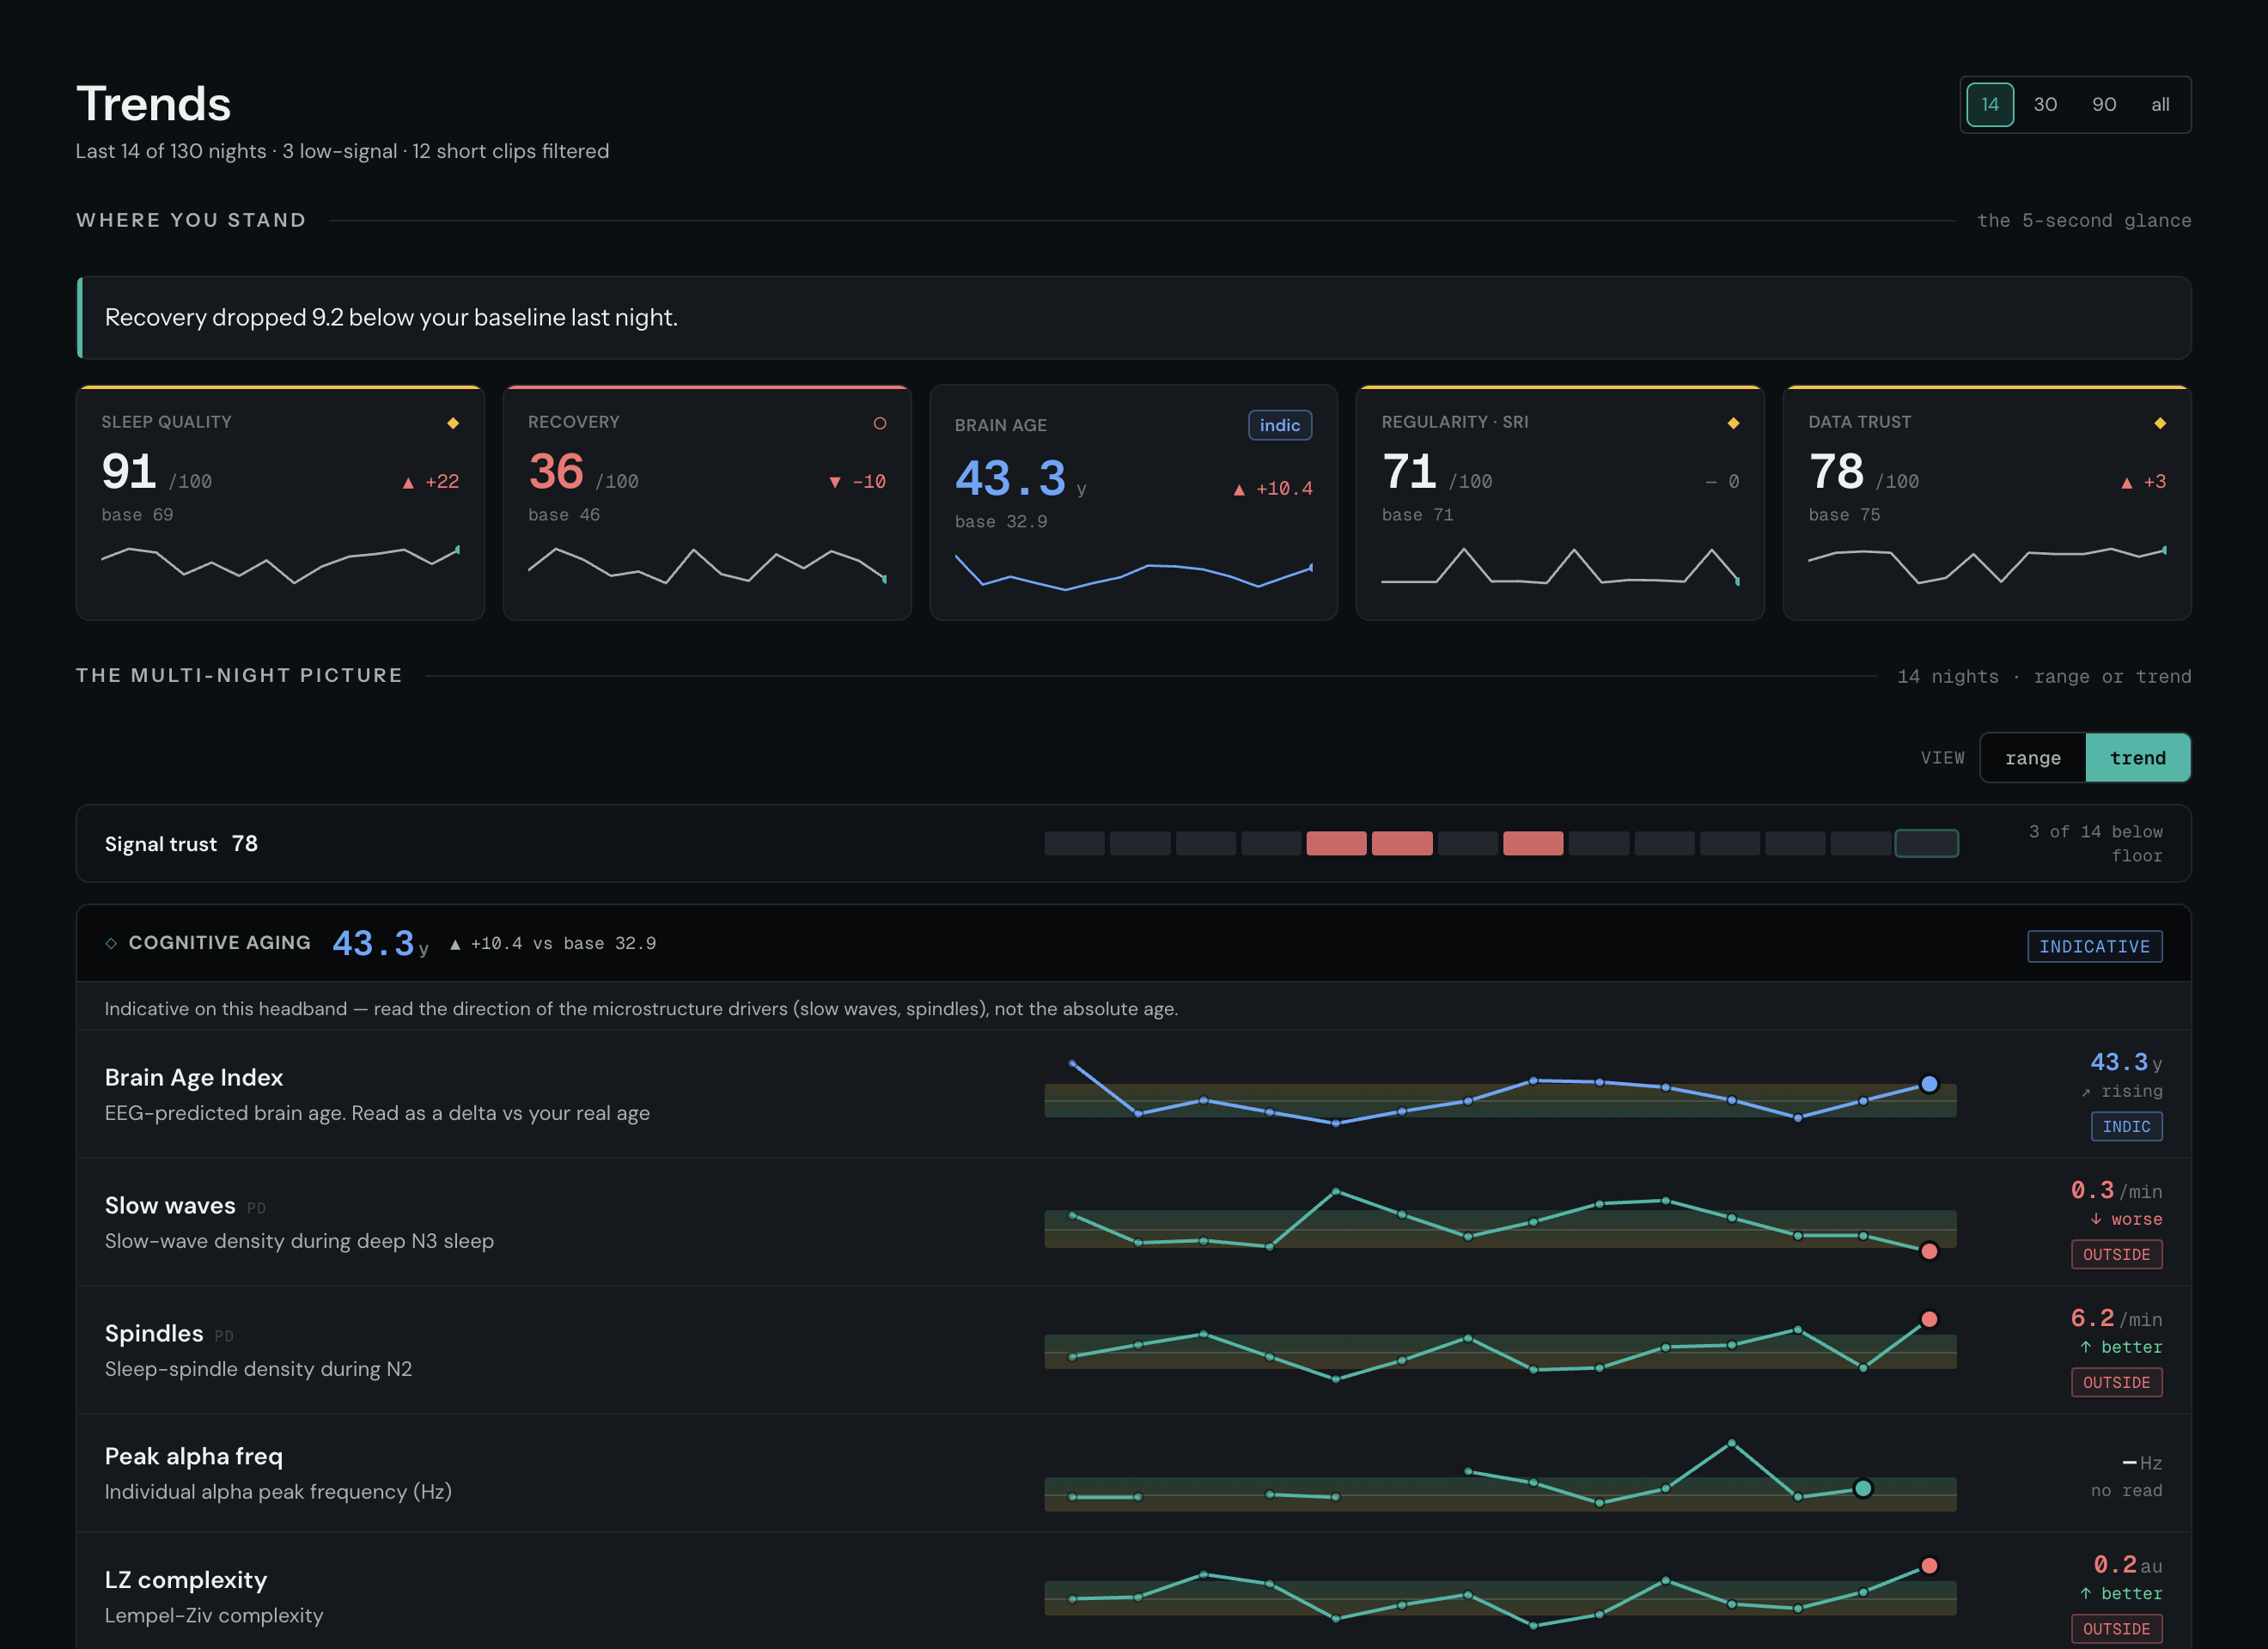 Trends
14 30 90 all
Last 14 of 130 nights · 3 low-signal · 12 short clips filtered
WHERE YOU STAND
the 5-second glance
Recovery dropped 9.2 below your baseline last night.
SLEEP QUALITY
91 /100
▲ +22
base 69
RECOVERY
36 /100
▼ −10
base 46
BRAIN AGE
indic
43.3 y
▲ +10.4
base 32.9
REGULARITY · SRI
71 /100
— 0
base 71
DATA TRUST
78 /100
▲ +3
base 75
THE MULTI-NIGHT PICTURE
14 nights · range or trend
VIEW range trend
Signal trust 78
3 of 14 below
floor
COGNITIVE AGING 43.3y ▲ +10.4 vs base 32.9
INDICATIVE
Indicative on this headband — read the direction of the microstructure drivers (slow waves, spindles), not the absolute age.
Brain Age Index
EEG-predicted brain age. Read as a delta vs your real age
43.3y
↗ rising
INDIC
Slow waves PD
Slow-wave density during deep N3 sleep
0.3/min
↓ worse
OUTSIDE
Spindles PD
Sleep-spindle density during N2
6.2/min
↑ better
OUTSIDE
Peak alpha freq
Individual alpha peak frequency (Hz)
—Hz
no read
LZ complexity
Lempel-Ziv complexity
0.2au
↑ better
OUTSIDE